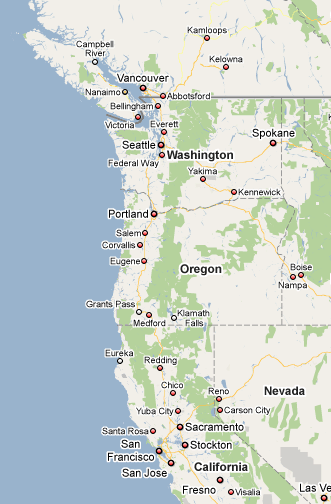 Kamloops
Campbell
River
Kelowna
Vancouver
Nanaimo
Abbotsford
Bellingham
Victoria
Everett
Spokane
Seattle
Washington
Federal Way
Yakima
Kennewick
Portland
Salem
Corvallis
Eugene
Oregon
Boise
Nampa
Grants Pass
Medford
Klamath
Falls
Eureka
Redding
Chico
Reno
Nevada
Yuba City
Carson City
Santa Rosa
Sacramento
San
Francisco
Stockton
San Jose
California
Fresno
Visalia
Las Ve